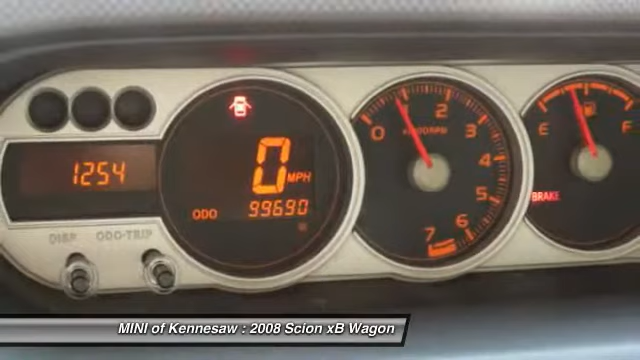 1254
DISP ODO-TRIP
0 MPH
ODO 99690
0 1 2 3 4 5 6 7
E F
BRAKE
MINI of Kennesaw : 2008 Scion xB Wagon